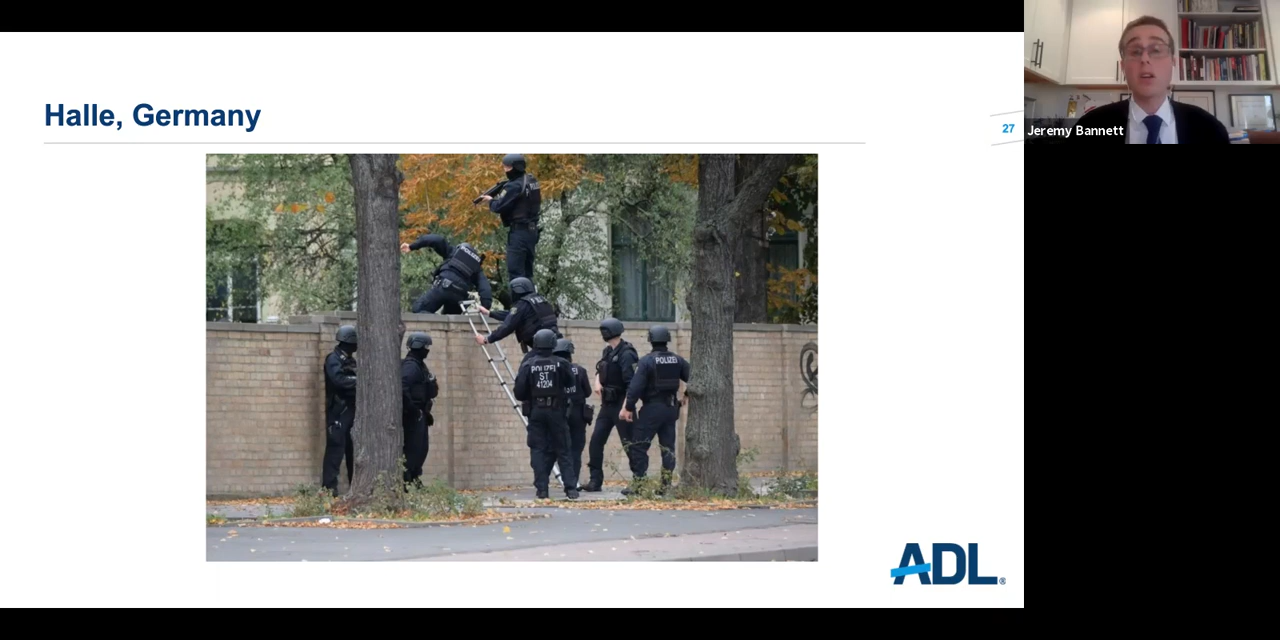 Halle, Germany
27
Jeremy Bannett
POLIZEI
POLIZEI
ST
41204
POLIZEI
ADL®